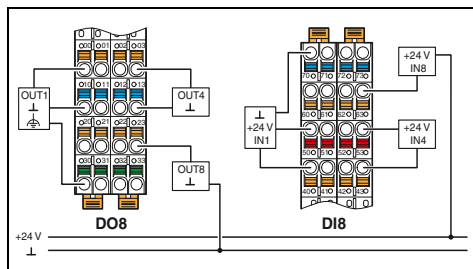 00 01 02 03
10 11 12 13
20 21 22 23
30 31 32 33
OUT1
OUT4
OUT8
DO8
70 71 72 73
60 61 62 63
50 51 52 53
40 41 42 43
+24 V
IN1
+24 V
IN8
+24 V
IN4
DI8
+24 V